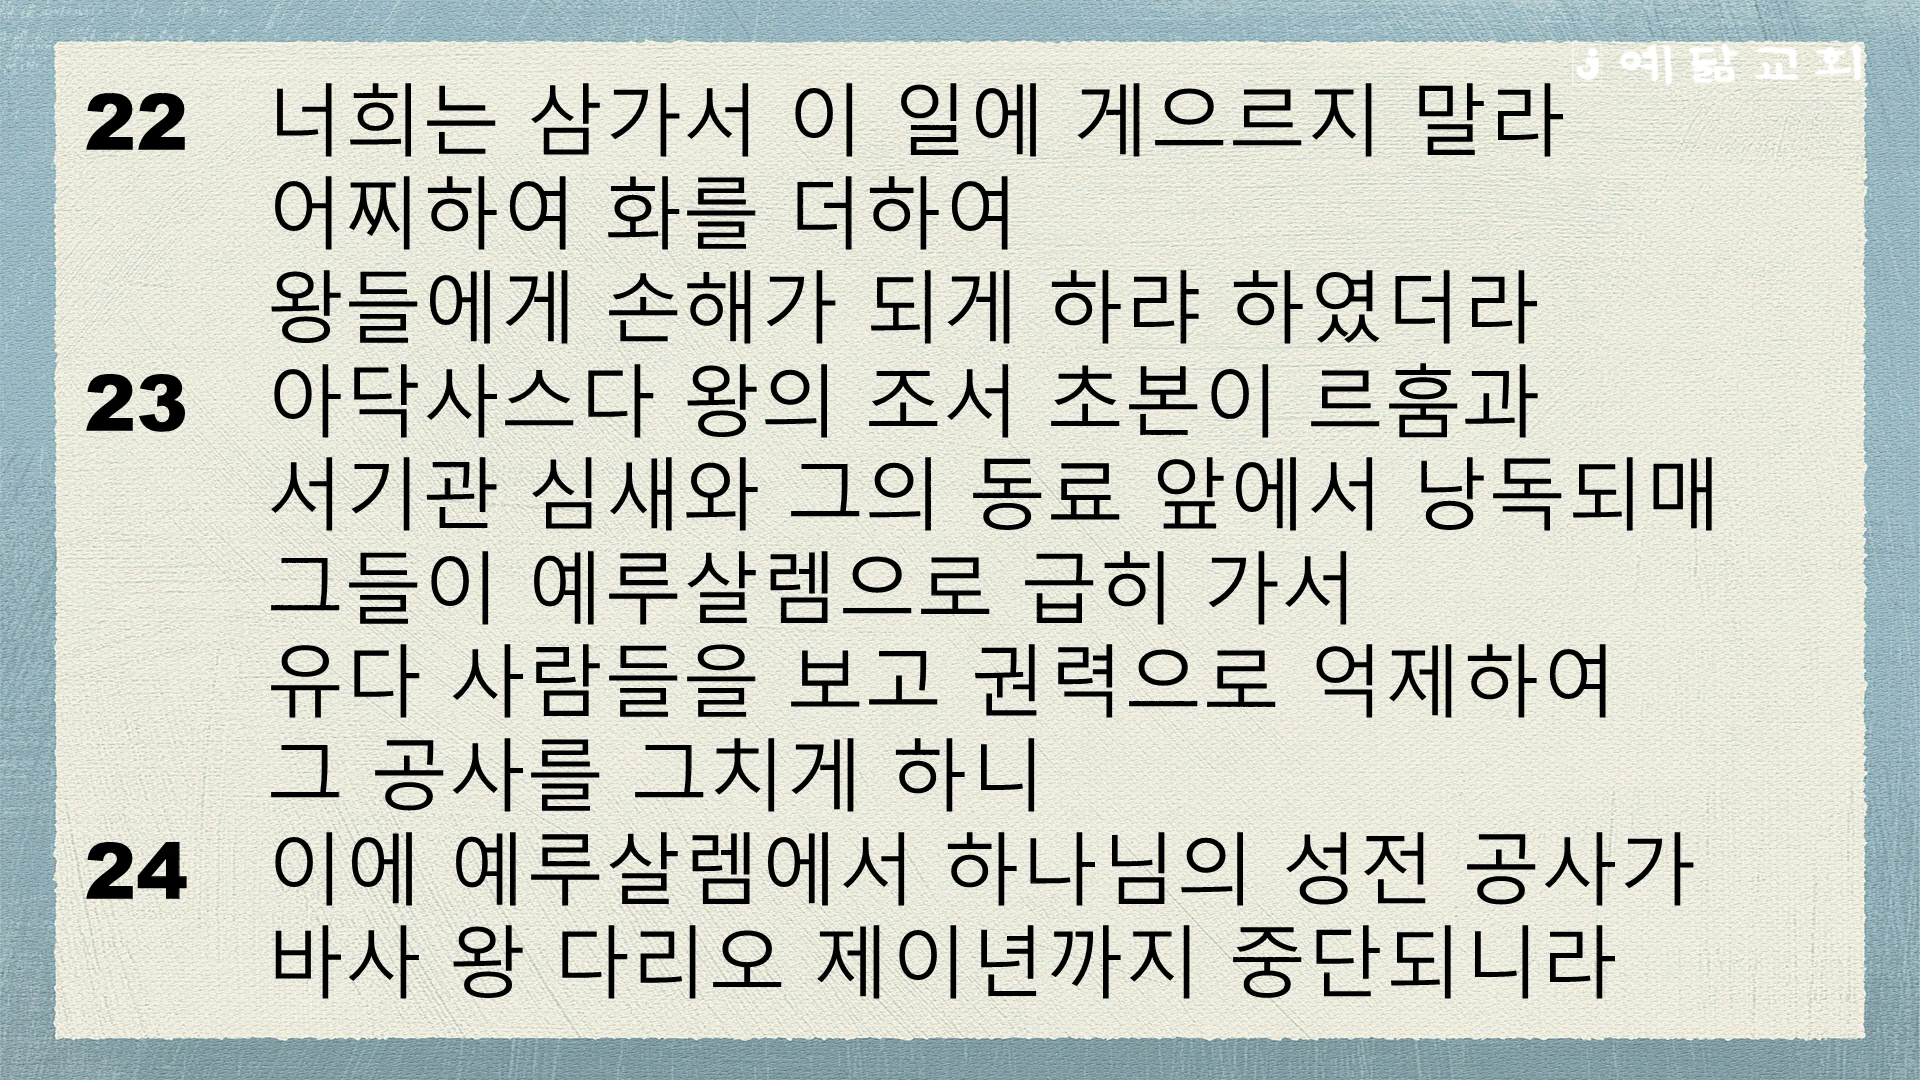 j 예닮교회
22 너희는 삼가서 이 일에 게으르지 말라
어찌하여 화를 더하여
왕들에게 손해가 되게 하랴 하였더라
23 아닥사스다 왕의 조서 초본이 르훔과
서기관 심새와 그의 동료 앞에서 낭독되매
그들이 예루살렘으로 급히 가서
유다 사람들을 보고 권력으로 억제하여
그 공사를 그치게 하니
24 이에 예루살렘에서 하나님의 성전 공사가
바사 왕 다리오 제이년까지 중단되니라